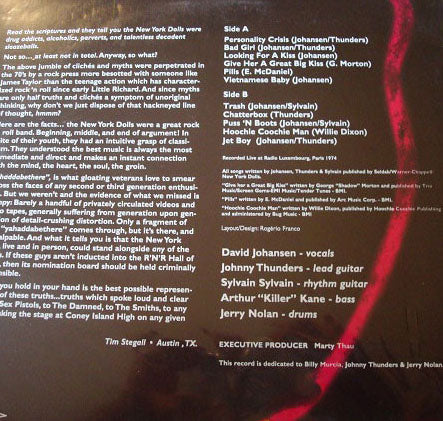 Read the scriptures and they tell you the New York Dolls were
drug addicts, alcoholics, perverts, and talentless decadent
sleazeballs.
Not so... at least not in total. Anyway, so what?
The above jumble of clichés and myths were perpetrated in
the 70's by a rock press more besotted with someone like
James Taylor than the teenage action which has character-
ized rock 'n roll since early Little Richard. And since myths
are only half truths and clichés a symptom of unoriginal
thinking, why don't we just dispose of that hackneyed line
of thought, hmmm?
Here are the facts... the New York Dolls were a great rock
roll band. Beginning, middle, and end of argument! In
spite of their youth, they had an intuitive grasp of classi-
sm. They understood the best music is always the most
immediate and direct and makes an instant connection
with the mind, the heart, the soul, the groin.
"yahaddabethere", is what gloating veterans love to smear
across the faces of any second or third generation enthusi-
. But we weren't and the evidence of what we missed is
Barely a handful of privately circulated videos and
tapes, generally suffering from upon gen-
eration of detail-crushing distortion. Only a fragment of
"yahaddabethere" comes through, but it's there, and
palpable. And what it tells you is that the New York
live and in person, could stand alongside any of the
. If these guys aren't inducted into the R'N'R Hall of
, then its nomination board should be held criminally
sible.
you hold in your hand is the best possible represen-
of these truths...truths which spoke loud and clear
Sex Pistols, to The Damned, to The Smiths, to any
king the stage at Coney Island High on any given
Tim Stegall • Austin ,TX.
Side A
Personality Crisis (Johansen/Thunders)
Bad Girl (Johansen/Thunders)
Looking For A Kiss (Johansen)
Give Her A Great Big Kiss (G. Morton)
Pills (E. McDaniel)
Vietnamese Baby (Johansen)
Side B
Trash (Johansen/Sylvain)
Chatterbox (Thunders)
Puss 'N Boots (Johansen/Sylvain)
Hoochie Coochie Man (Willie Dixon)
Jet Boy (Johansen/Thunders)
Recorded Live at Radio Luxembourg, Paris 1974
All songs written by Johansen, Thunders & Sylvain published by Seldak/Warner-Chappell
New York Dolls.
"Give her a Great Big Kiss" written by George "Shadow" Morton and published by Trio
Music/Screen Gems-EMI Music/Tender Tunes - BMI.
"Pills" written by E. McDaniel and published by Arc Music Corp. - BMI.
"Hoochie Coochie Man" written by Willie Dixon, published by Hoochie Coochie Publishing
and administered by Bug Music - BMI
Layout/Design: Rogério Franco
David Johansen - vocals
Johnny Thunders - lead guitar
Sylvain Sylvain - rhythm guitar
Arthur "Killer" Kane - bass
Jerry Nolan - drums
EXECUTIVE PRODUCER Marty Thau
This record is dedicated to Billy Murcia, Johnny Thunders & Jerry Nolan